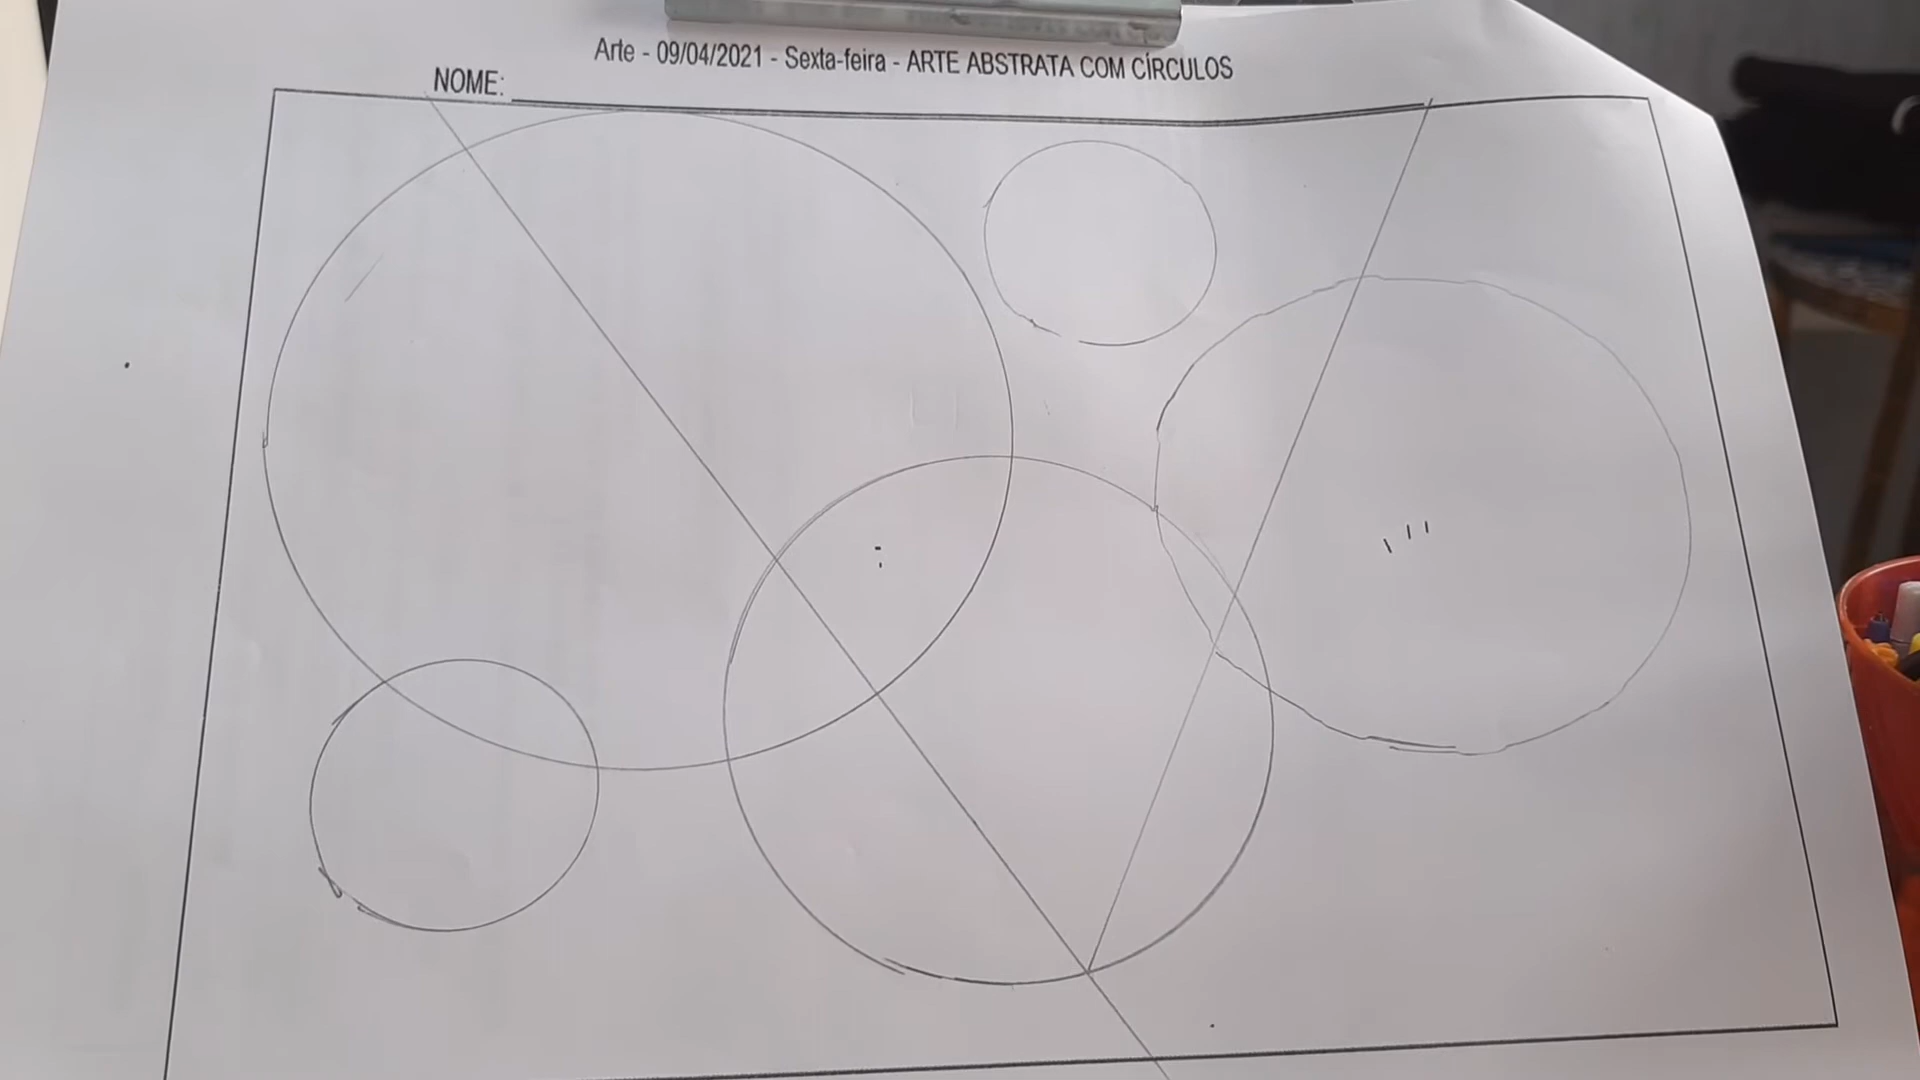 Arte - 09/04/2021 - Sexta-feira - ARTE ABSTRATA COM CÍRCULOS
NOME: